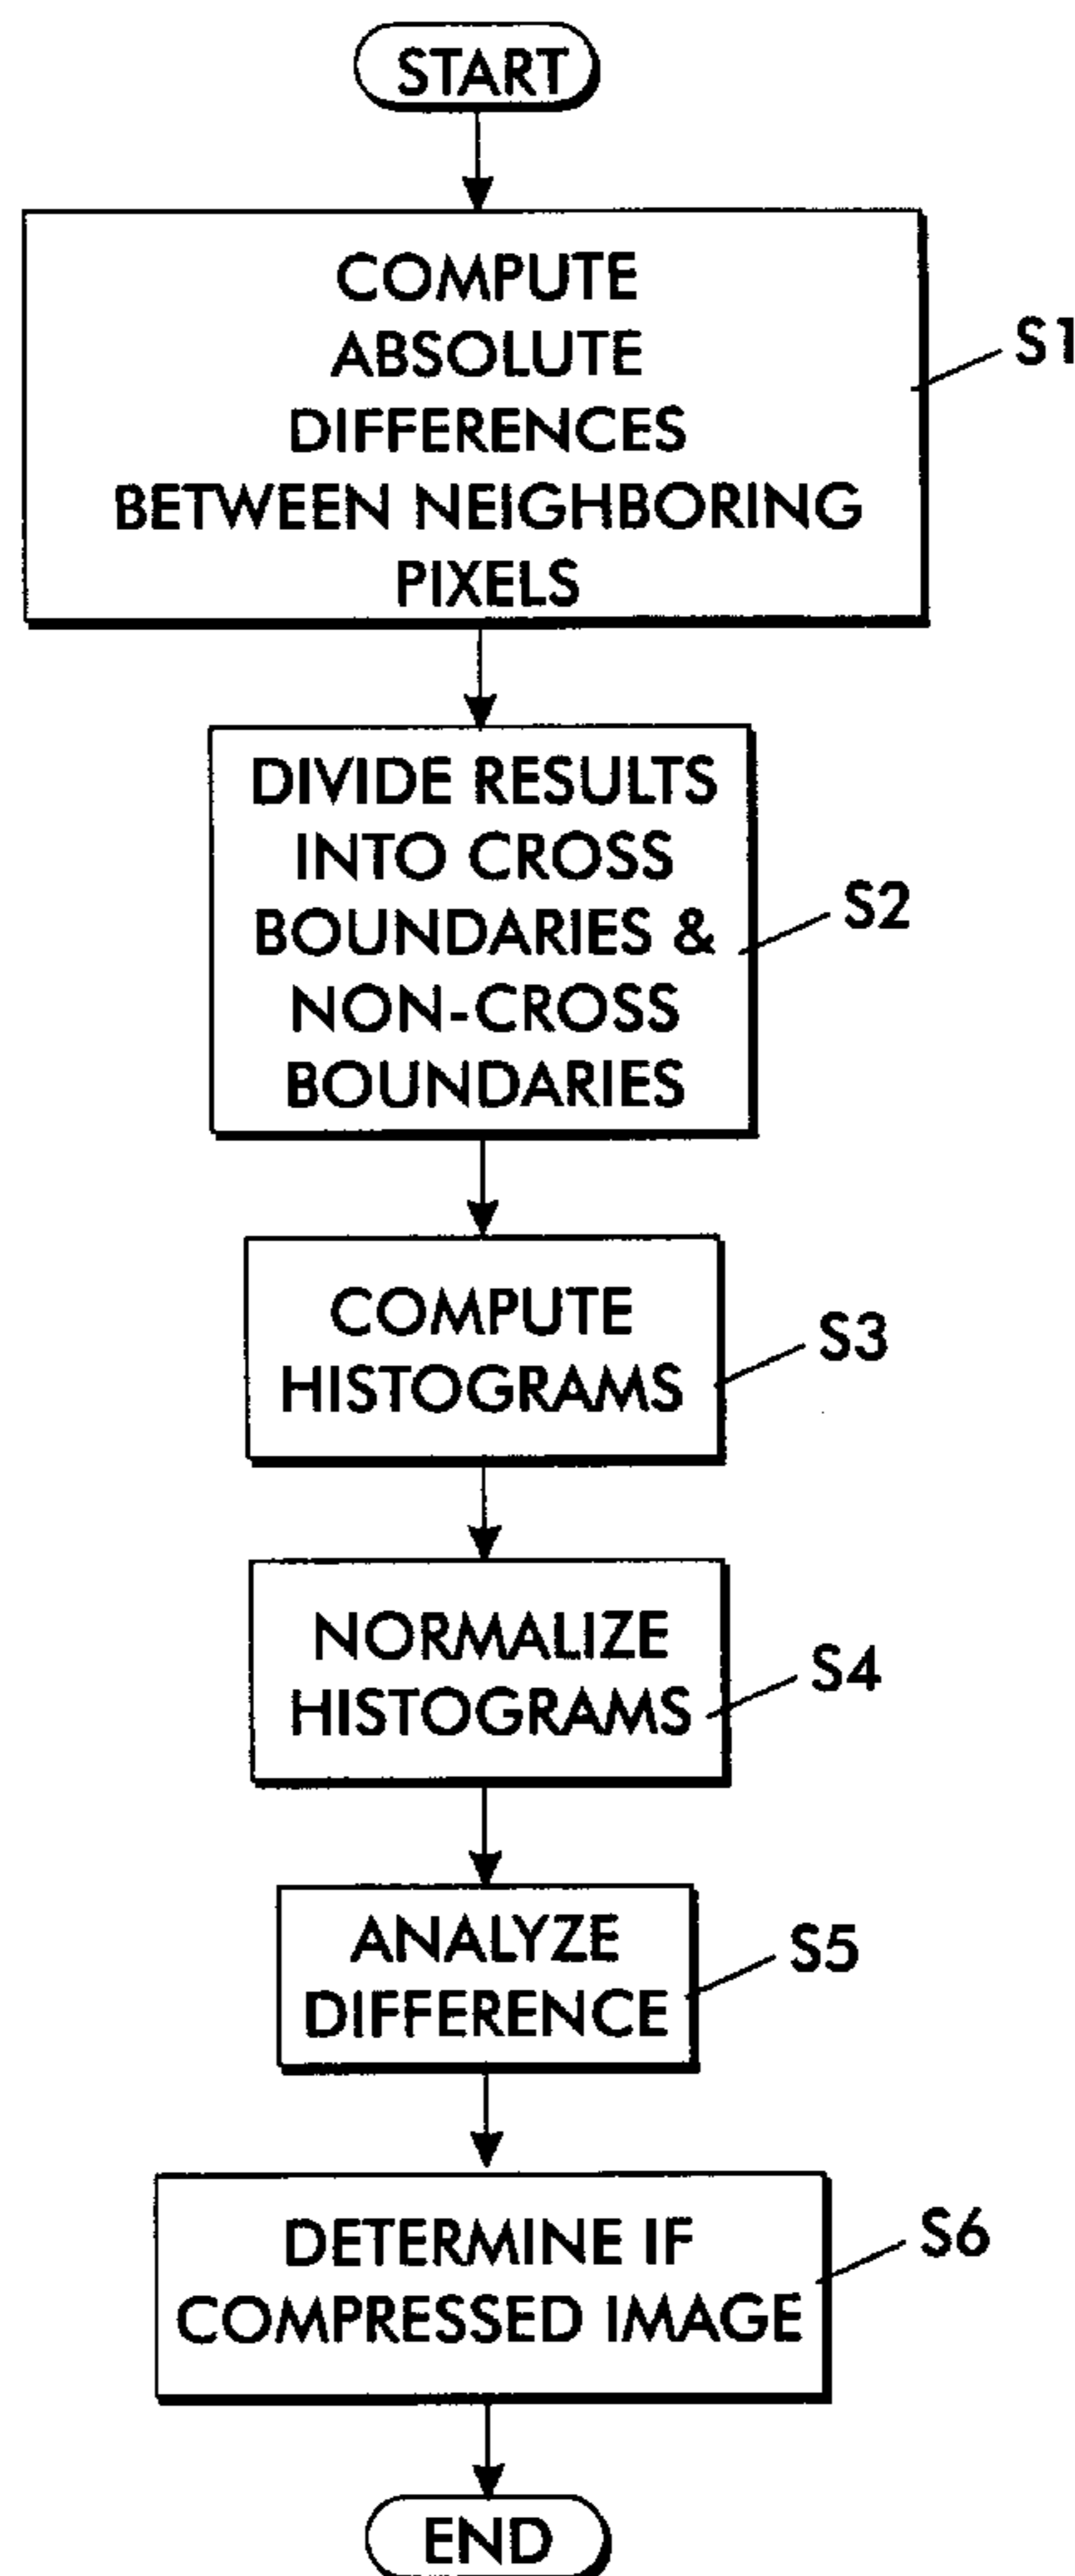 START
COMPUTE
ABSOLUTE
DIFFERENCES
BETWEEN NEIGHBORING
PIXELS
S1
DIVIDE RESULTS
INTO CROSS
BOUNDARIES &
NON-CROSS
BOUNDARIES
S2
COMPUTE
HISTOGRAMS
S3
NORMALIZE
HISTOGRAMS
S4
ANALYZE
DIFFERENCE
S5
DETERMINE IF
COMPRESSED IMAGE
S6
END